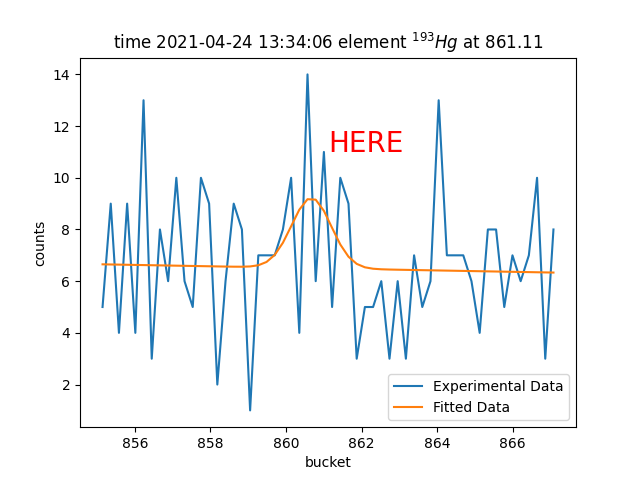 time 2021-04-24 13:34:06 element ¹⁹³Hg at 861.11
14
12
10
8
6
4
2
counts
HERE
Experimental Data
Fitted Data
856 858 860 862 864 866
bucket